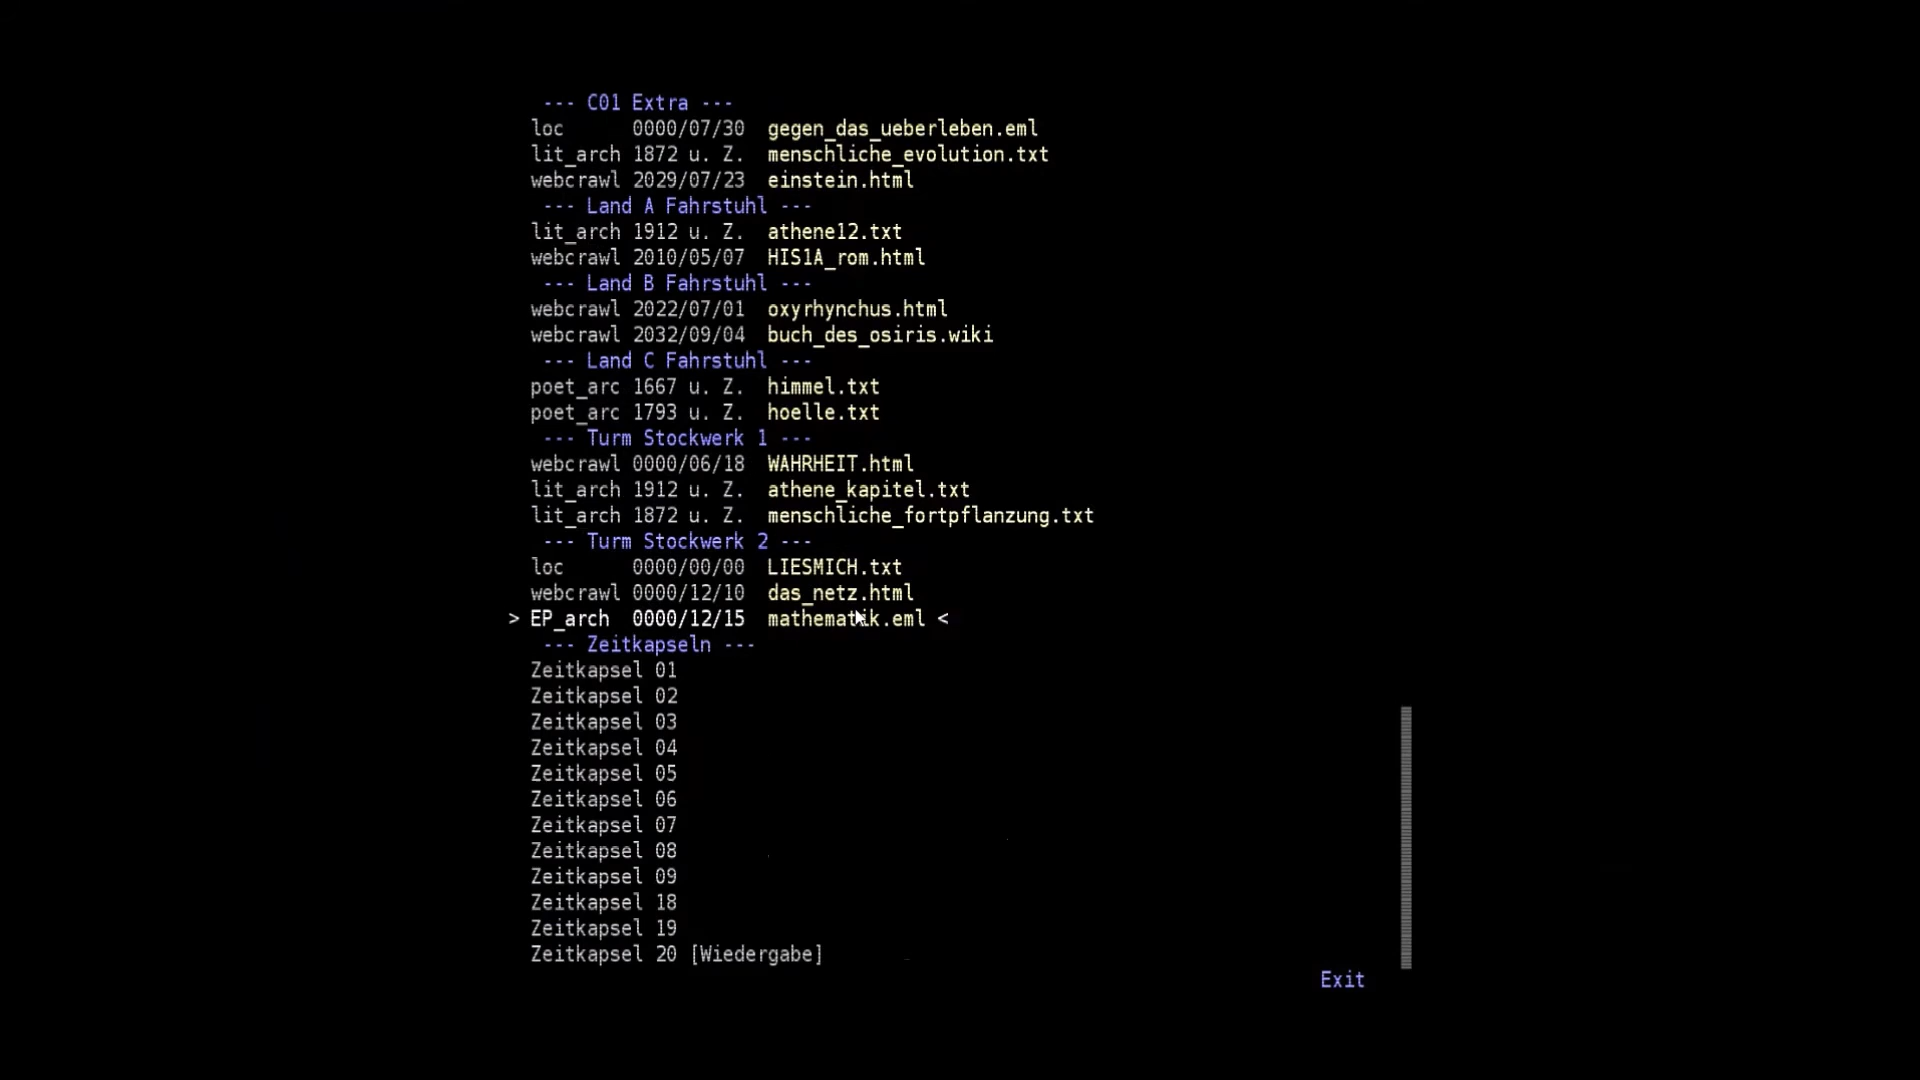 --- C01 Extra ---
loc 0000/07/30 gegen_das_ueberleben.eml
lit_arch 1872 u. Z. menschliche_evolution.txt
webcrawl 2029/07/23 einstein.html
--- Land A Fahrstuhl ---
lit_arch 1912 u. Z. athene12.txt
webcrawl 2010/05/07 HIS1A_rom.html
--- Land B Fahrstuhl ---
webcrawl 2022/07/01 oxyrhynchus.html
webcrawl 2032/09/04 buch_des_osiris.wiki
--- Land C Fahrstuhl ---
poet_arc 1667 u. Z. himmel.txt
poet_arc 1793 u. Z. hoelle.txt
--- Turm Stockwerk 1 ---
webcrawl 0000/06/18 WAHRHEIT.html
lit_arch 1912 u. Z. athene_kapitel.txt
lit_arch 1872 u. Z. menschliche_fortpflanzung.txt
--- Turm Stockwerk 2 ---
loc 0000/00/00 LIESMICH.txt
webcrawl 0000/12/10 das_netz.html
> EP_arch 0000/12/15 mathematik.eml <
--- Zeitkapseln ---
Zeitkapsel 01
Zeitkapsel 02
Zeitkapsel 03
Zeitkapsel 04
Zeitkapsel 05
Zeitkapsel 06
Zeitkapsel 07
Zeitkapsel 08
Zeitkapsel 09
Zeitkapsel 18
Zeitkapsel 19
Zeitkapsel 20 [Wiedergabe]
Exit